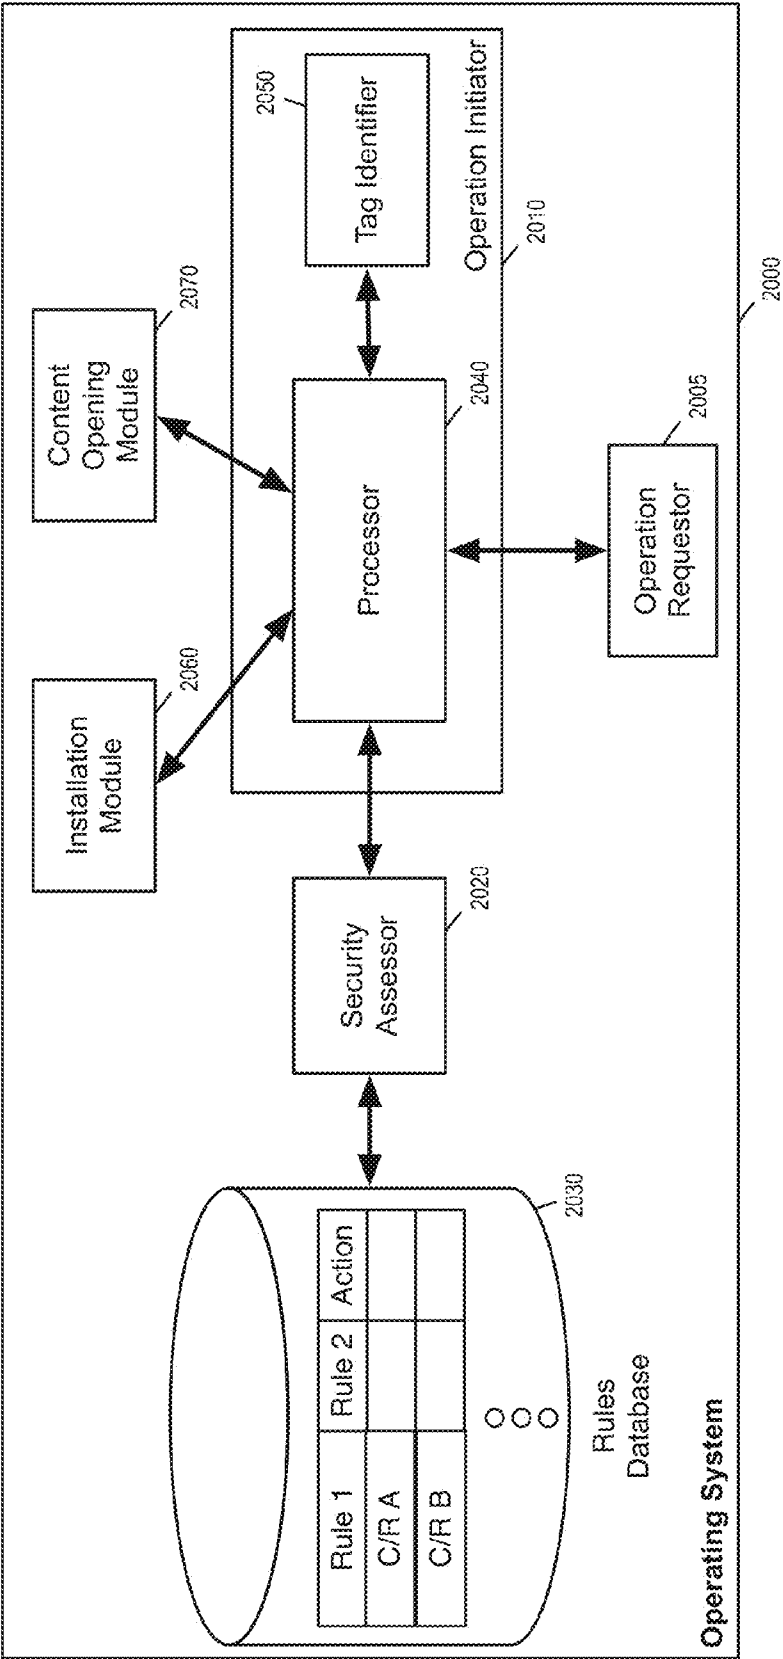 Installation
Module
2060
Content
Opening
Module
2070
Rule 1
Rule 2
Action
C/R A
C/R B
2030
Rules
Database
Security
Assessor
2020
Processor
2040
Tag Identifier
2050
Operation Initiator
2010
Operation
Requestor
2005
Operating System
2000